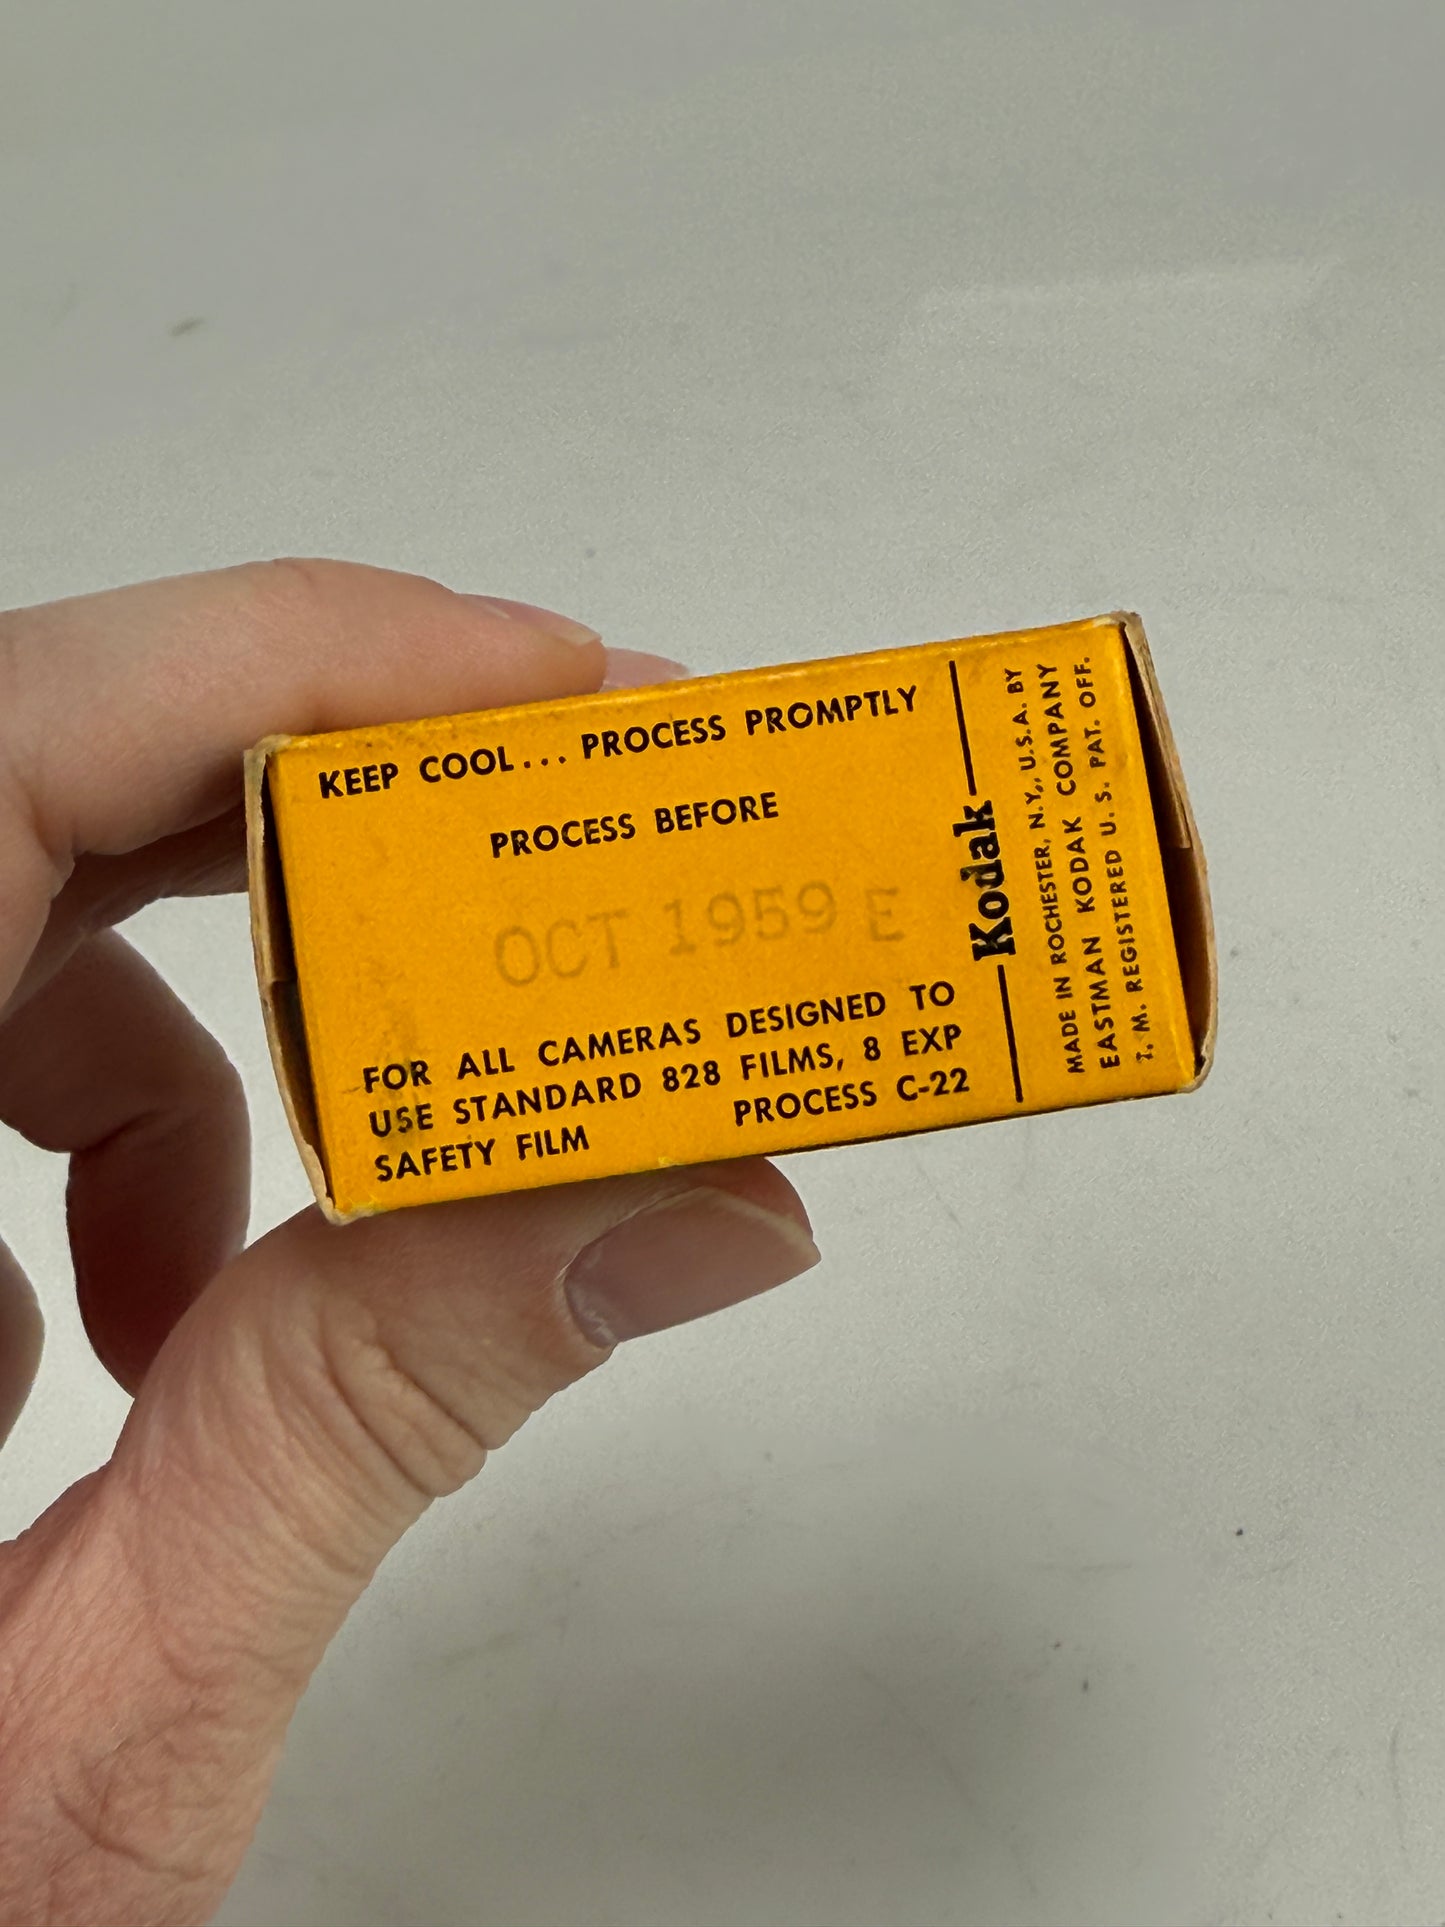 KEEP COOL... PROCESS PROMPTLY
PROCESS BEFORE
OCT 1959 E
FOR ALL CAMERAS DESIGNED TO
USE STANDARD 828 FILMS, 8 EXP
SAFETY FILM PROCESS C-22
Kodak
MADE IN ROCHESTER, N.Y., U.S.A. BY
EASTMAN KODAK COMPANY
T. M. REGISTERED U. S. PAT. OFF.